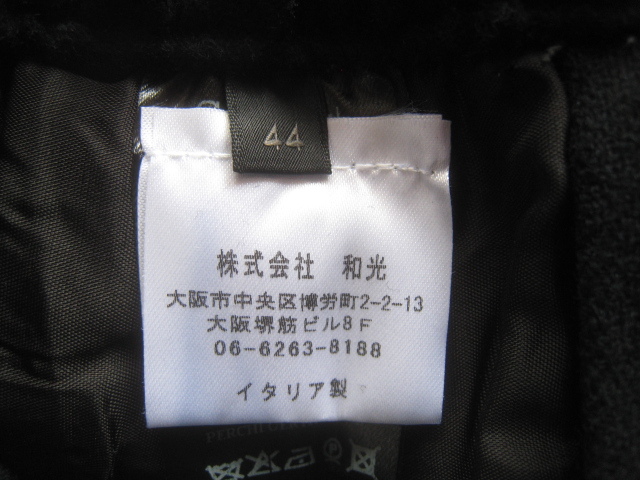 44
株式会社 和光
大阪市中央区博労町2-2-13
大阪堺筋ビル8F
06-6263-8188
イタリア製